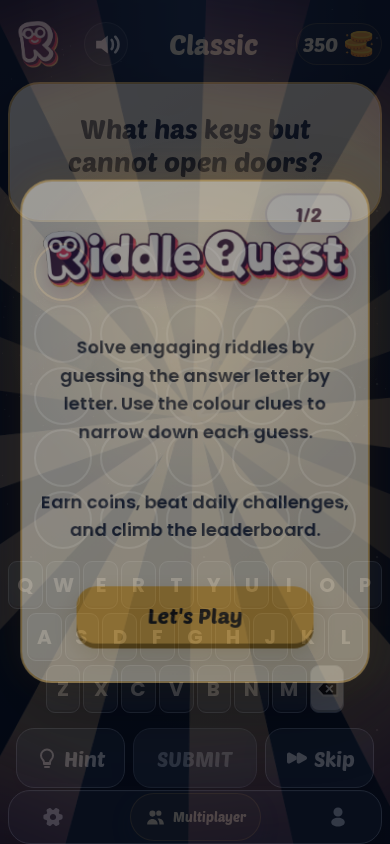 Classic
350
What has keys but
cannot open doors?
1/2
Riddle Quest
Solve engaging riddles by
guessing the answer letter by
letter. Use the colour clues to
narrow down each guess.
Earn coins, beat daily challenges,
and climb the leaderboard.
Let's Play
Q W E R T Y U I O P
A S D F G H J K L
Z X C V B N M
Hint
SUBMIT
Skip
Multiplayer